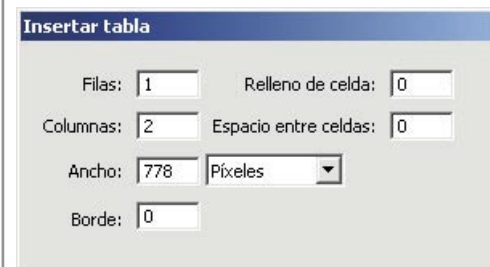 Insertar tabla
Filas: 1 Relleno de celda: 0
Columnas: 2 Espacio entre celdas: 0
Ancho: 778 Píxeles
Borde: 0